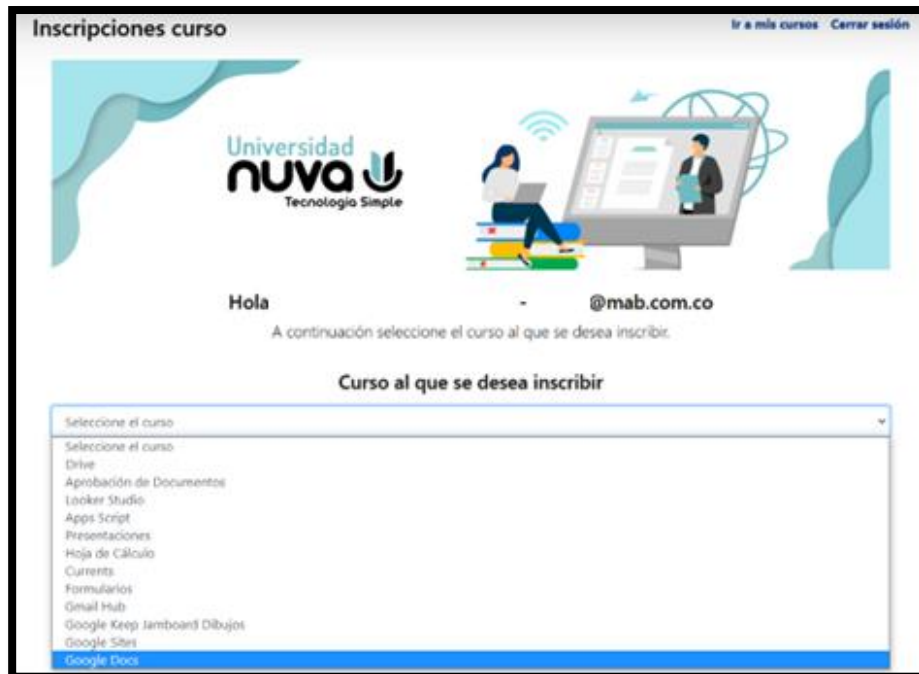 Inscripciones curso
Ir a mis cursos Cerrar sesión
Universidad
nuva
Tecnología Simple
Hola - @mab.com.co
A continuación seleccione el curso al que se desea inscribir.
Curso al que se desea inscribir
Seleccione el curso
Seleccione el curso
Drive
Aprobación de Documentos
Looker Studio
Apps Script
Presentaciones
Hoja de Cálculo
Currents
Formularios
Gmail Hub
Google Keep Jamboard Dibujos
Google Sites
Google Docs